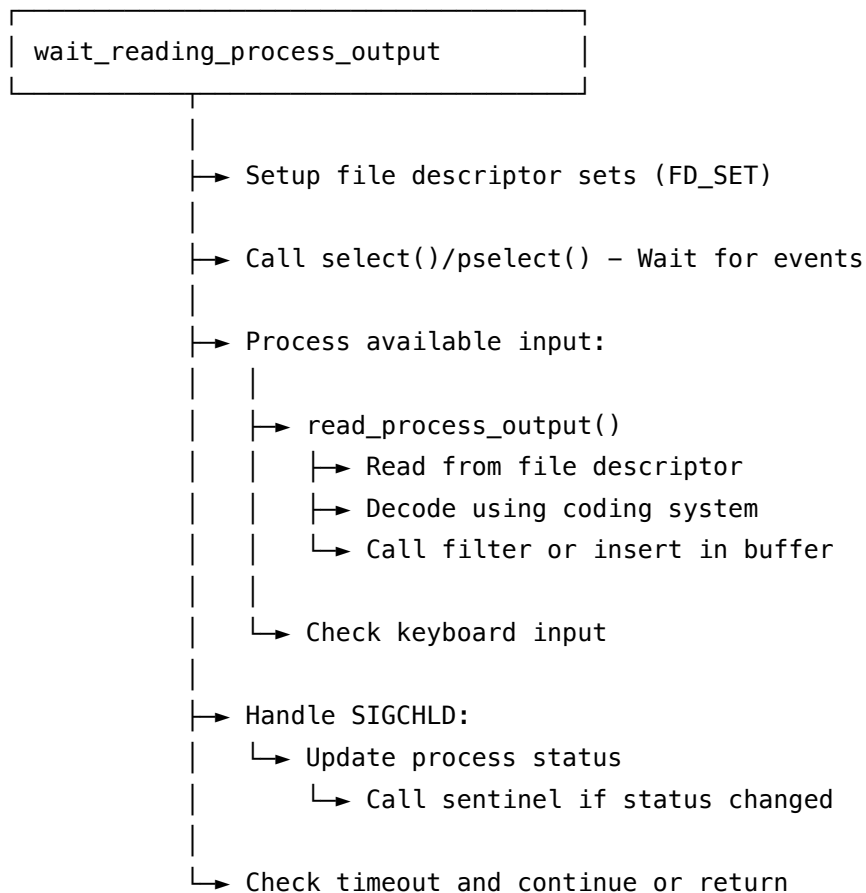 wait_reading_process_output
Setup file descriptor sets (FD_SET)
Call select()/pselect() – Wait for events
Process available input:
read_process_output()
Read from file descriptor
Decode using coding system
Call filter or insert in buffer
Check keyboard input
Handle SIGCHLD:
Update process status
Call sentinel if status changed
Check timeout and continue or return